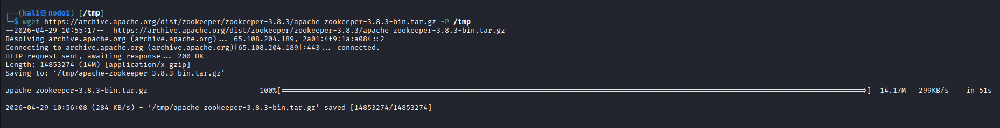 ┌──(kali㉿nodo1)-[/tmp]
└─$ wget https://archive.apache.org/dist/zookeeper/zookeeper-3.8.3/apache-zookeeper-3.8.3-bin.tar.gz -P /tmp
--2026-04-29 10:55:17--  https://archive.apache.org/dist/zookeeper/zookeeper-3.8.3/apache-zookeeper-3.8.3-bin.tar.gz
Resolving archive.apache.org (archive.apache.org)... 65.108.204.189, 2a01:4f9:1a:a084::2
Connecting to archive.apache.org (archive.apache.org)|65.108.204.189|:443... connected.
HTTP request sent, awaiting response... 200 OK
Length: 14853274 (14M) [application/x-gzip]
Saving to: ‘/tmp/apache-zookeeper-3.8.3-bin.tar.gz’
apache-zookeeper-3.8.3-bin.tar.gz 100%[===================>] 14.17M 299KB/s in 51s
2026-04-29 10:56:08 (284 KB/s) - ‘/tmp/apache-zookeeper-3.8.3-bin.tar.gz’ saved [14853274/14853274]